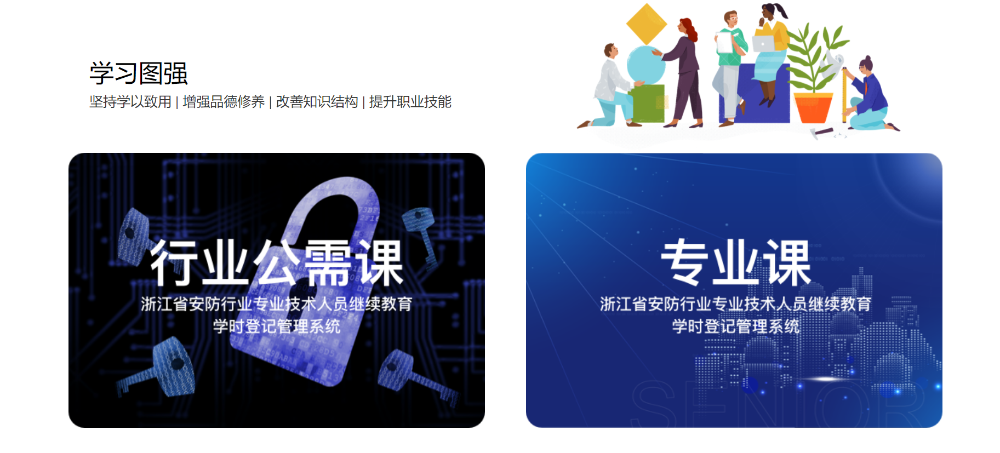 学习图强
坚持学以致用 | 增强品德修养 | 改善知识结构 | 提升职业技能
行业公需课
浙江省安防行业专业技术人员继续教育
学时登记管理系统
专业课
浙江省安防行业专业技术人员继续教育
学时登记管理系统
SENIOR